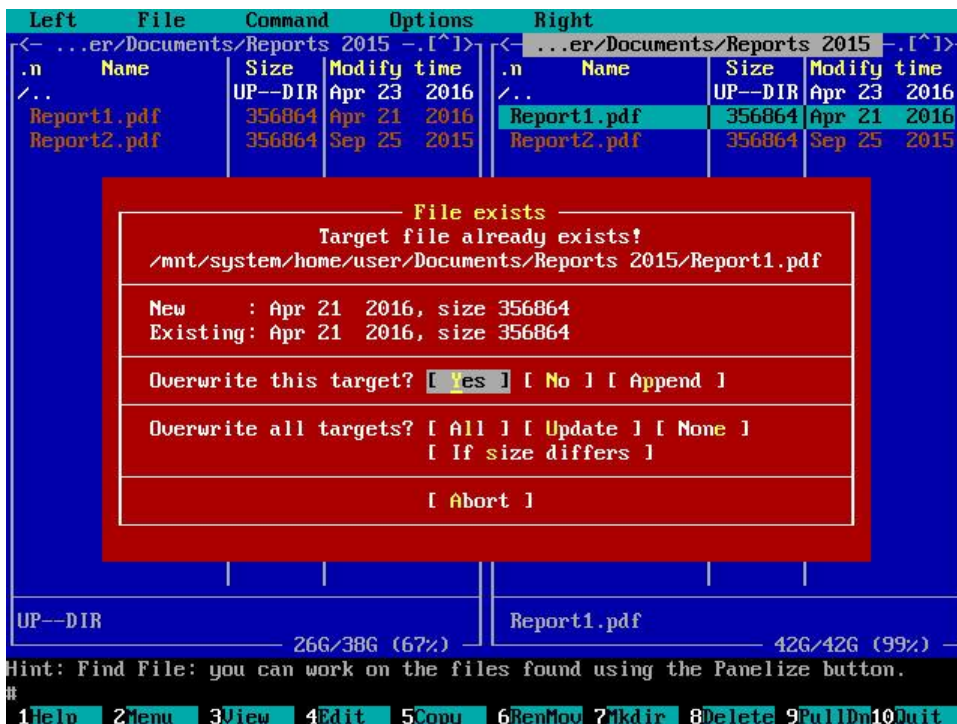 Left File Command Options Right
<- ...er/Documents/Reports 2015 -.[^]> <- ...er/Documents/Reports 2015 -.[^]>
.n Name Size Modify time .n Name Size Modify time
/.. UP--DIR Apr 23 2016 /.. UP--DIR Apr 23 2016
Report1.pdf 356864 Apr 21 2016 Report1.pdf 356864 Apr 21 2016
Report2.pdf 356864 Sep 25 2015 Report2.pdf 356864 Sep 25 2015
File exists
Target file already exists!
/mnt/system/home/user/Documents/Reports 2015/Report1.pdf
New : Apr 21 2016, size 356864
Existing: Apr 21 2016, size 356864
Overwrite this target? [ Yes ] [ No ] [ Append ]
Overwrite all targets? [ All ] [ Update ] [ None ]
[ If size differs ]
[ Abort ]
UP--DIR Report1.pdf
26G/38G (67%) 42G/42G (99%)
Hint: Find File: you can work on the files found using the Panelize button.
#
1Help 2Menu 3View 4Edit 5Copy 6RenMov 7Mkdir 8Delete 9PullDn 10Quit